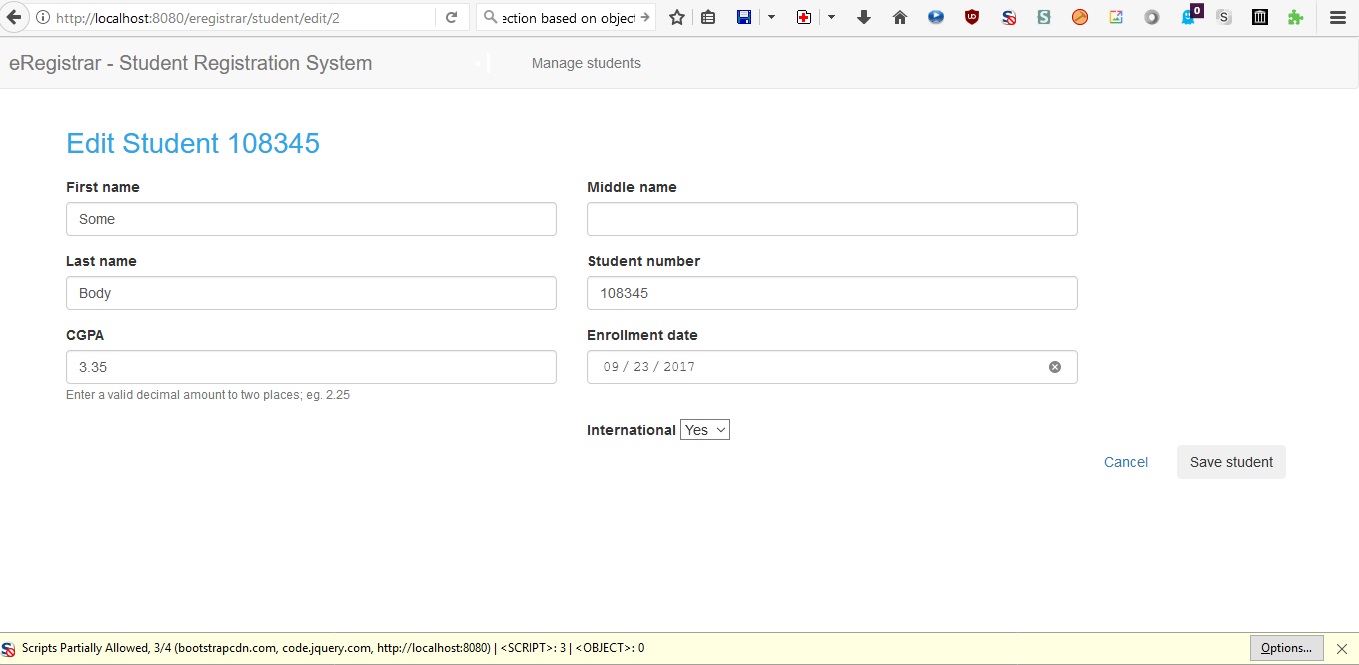 http://localhost:8080/eregistrar/student/edit/2
ection based on object
0
S
S
UD
eRegistrar - Student Registration System
Manage students
Edit Student 108345
First name
Middle name
Some
Last name
Student number
Body
108345
CGPA
Enrollment date
3.35
09 / 23 / 2017
Enter a valid decimal amount to two places; eg. 2.25
International Yes
Cancel
Save student
Scripts Partially Allowed, 3/4 (bootstrapcdn.com, code.jquery.com, http://localhost:8080) | <SCRIPT>: 3 | <OBJECT>: 0
Options...